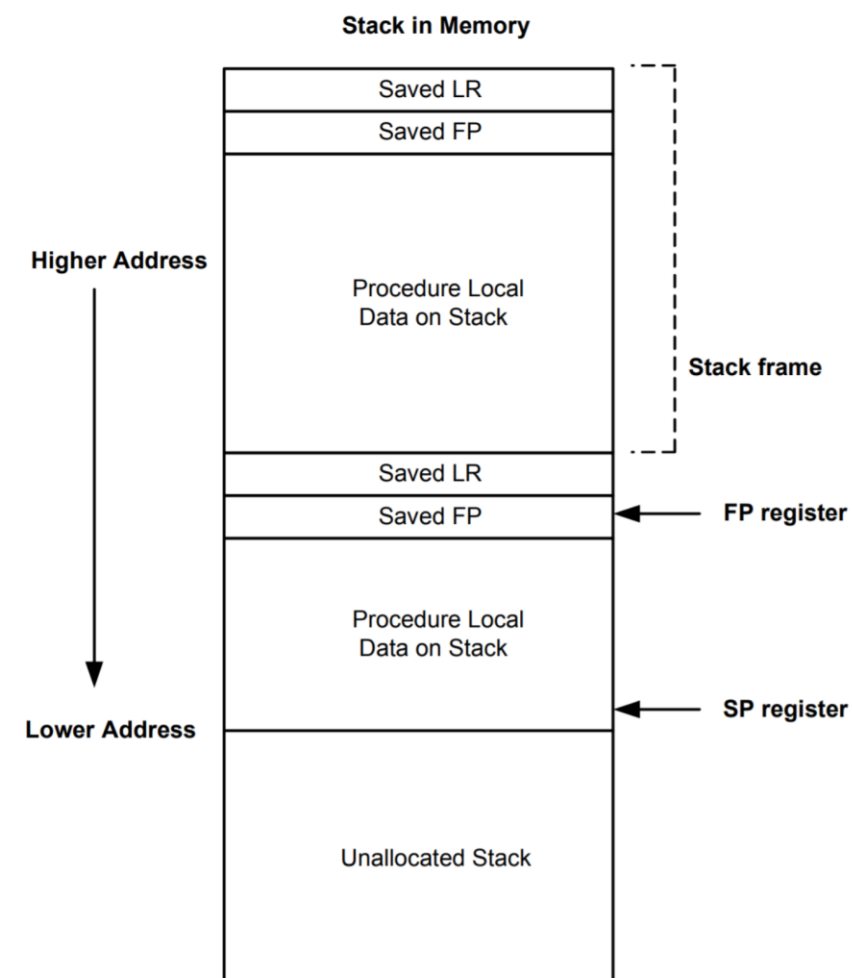 Stack in Memory
Saved LR
Saved FP
Higher Address
Procedure Local
Data on Stack
Stack frame
Saved LR
Saved FP
FP register
Procedure Local
Data on Stack
SP register
Lower Address
Unallocated Stack